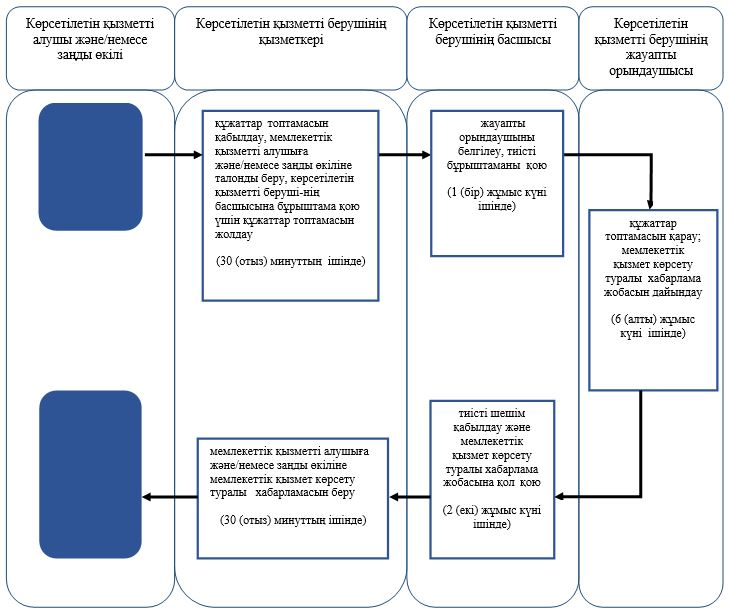 Көрсетілетін қызметті
алушы және/немесе
заңды өкілі
Көрсетілетін қызметті берушінің
қызметкері
Көрсетілетін қызметті
берушінің басшысы
Көрсетілетін
қызметті берушінің
жауапты
орындаушысы
құжаттар топтамасын
қабылдау, мемлекеттік
қызметті алушыға
және/немесе заңды өкіліне
талонды беру, көрсетілетін
қызметті беруші-нің
басшысына бұрыштама қою
үшін құжаттар топтамасын
жолдау
(30 (отыз) минуттың ішінде)
жауапты
орындаушыны
белгілеу, тиісті
бұрыштаманы қою
(1 (бір) жұмыс күні
ішінде)
құжаттар
топтамасын қарау;
мемлекеттік
қызмет көрсету
туралы хабарлама
жобасын дайындау
(6 (алты) жұмыс
күні ішінде)
тиісті шешім
қабылдау және
мемлекеттік
қызмет көрсету
туралы хабарлама
жобасына қол қою
(2 (екі) жұмыс күні
ішінде)
мемлекеттік қызметті алушыға
және/немесе заңды өкіліне
мемлекеттік қызмет көрсету
туралы хабарламасын беру
(30 (отыз) минуттың ішінде)